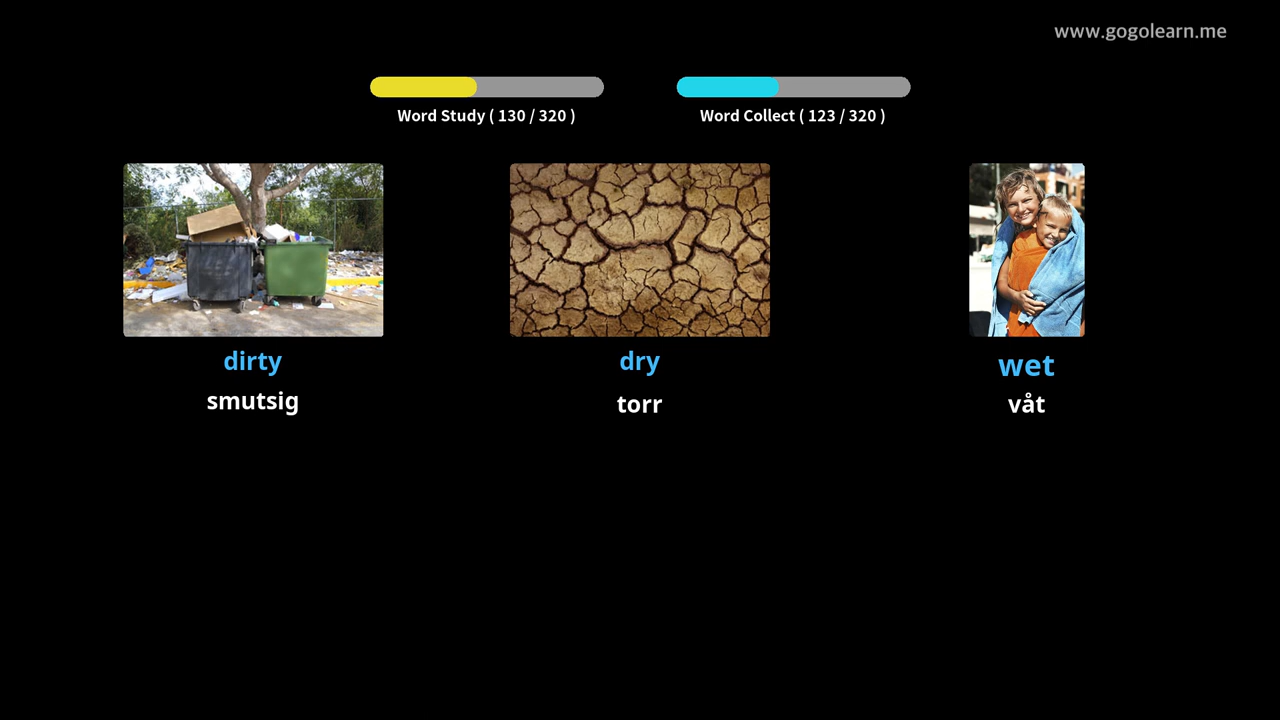 www.gogolearn.me
Word Study ( 130 / 320 )
Word Collect ( 123 / 320 )
dirty
smutsig
dry
torr
wet
våt